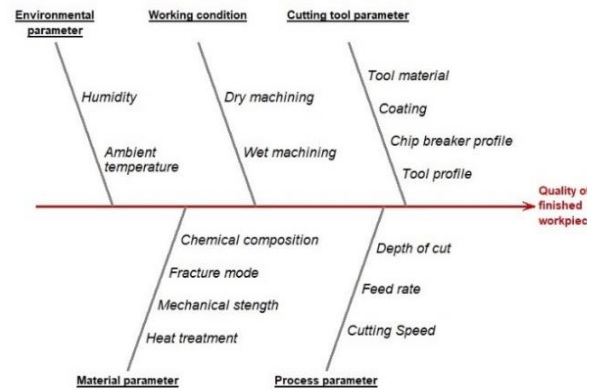 Environmental
parameter
Working condition
Cutting tool parameter
Humidity
Ambient
temperature
Dry machining
Wet machining
Tool material
Coating
Chip breaker profile
Tool profile
Quality of
finished
workpiec
Chemical composition
Fracture mode
Mechanical stength
Heat treatment
Depth of cut
Feed rate
Cutting Speed
Material parameter
Process parameter